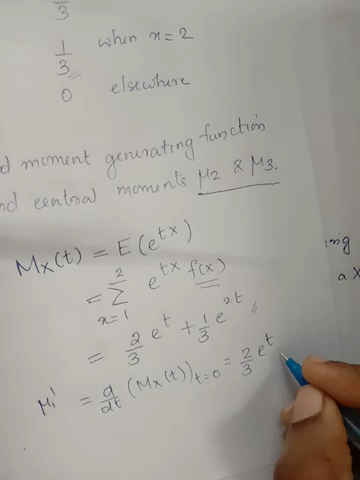 3
1/3 when x = 2
0 elsewhere
moment generating function
central moments μ2 & μ3.
Mx(t) = E(e^tx)
= Σ_{x=1}^{2} e^tx f(x)
= 2/3 e^t + 1/3 e^2t //
μ1' = d/dt (Mx(t))t=0 = 2/3 e^t
ing
a x